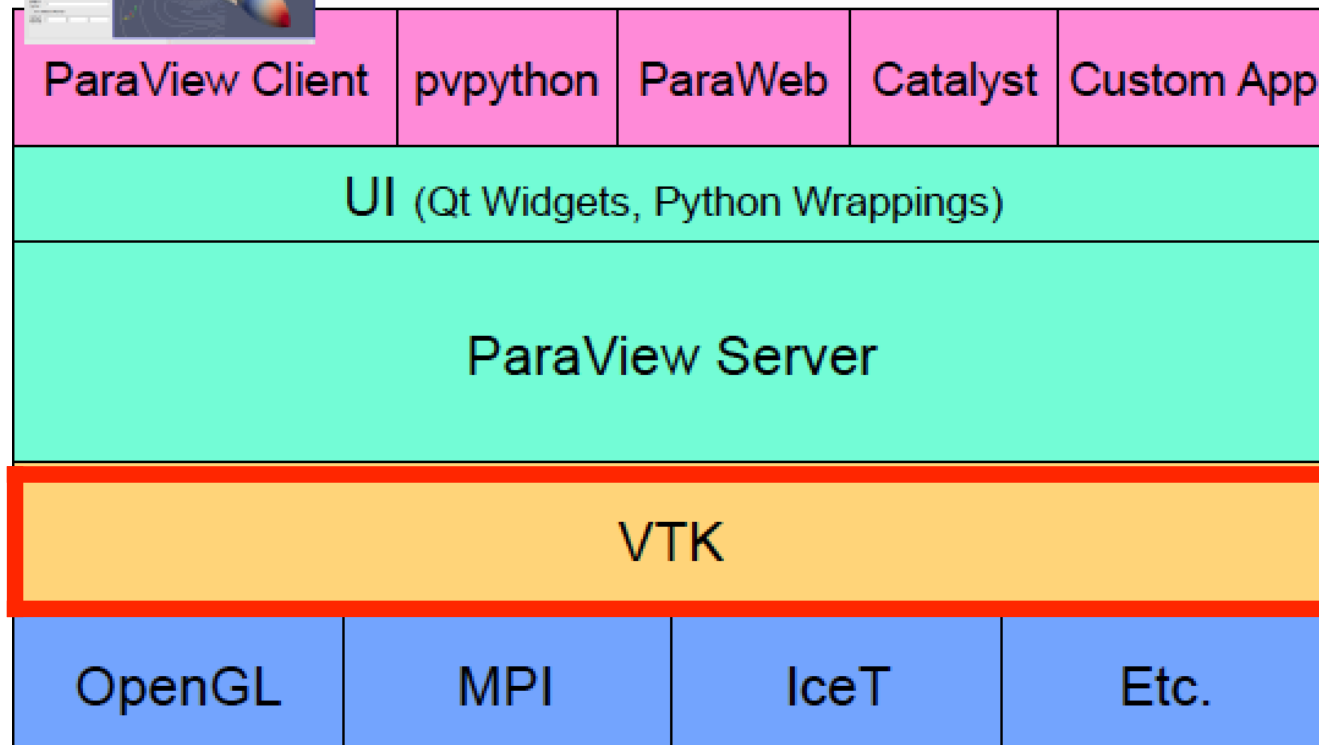 ParaView Client pvpython ParaWeb Catalyst Custom App
UI (Qt Widgets, Python Wrappings)
ParaView Server
VTK
OpenGL MPI IceT Etc.